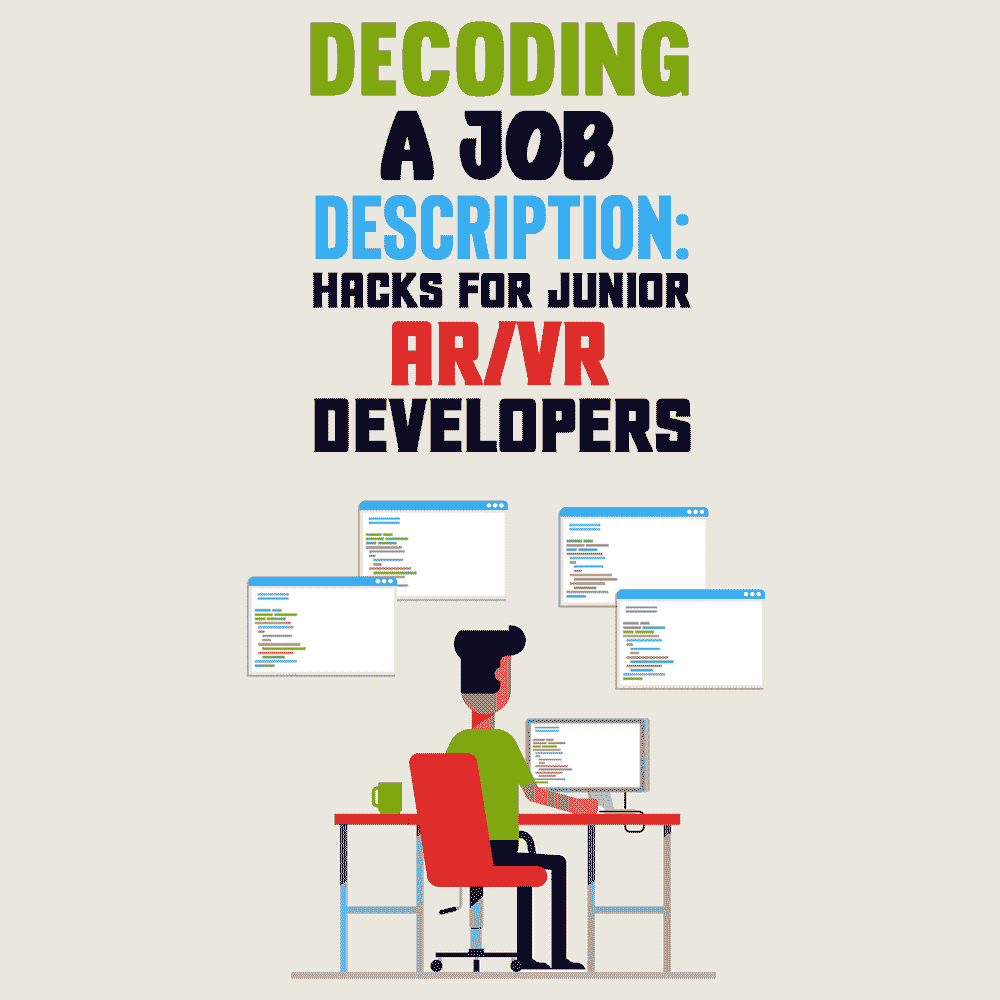 DECODING
A JOB
DESCRIPTION:
HACKS FOR JUNIOR
AR/VR
DEVELOPERS